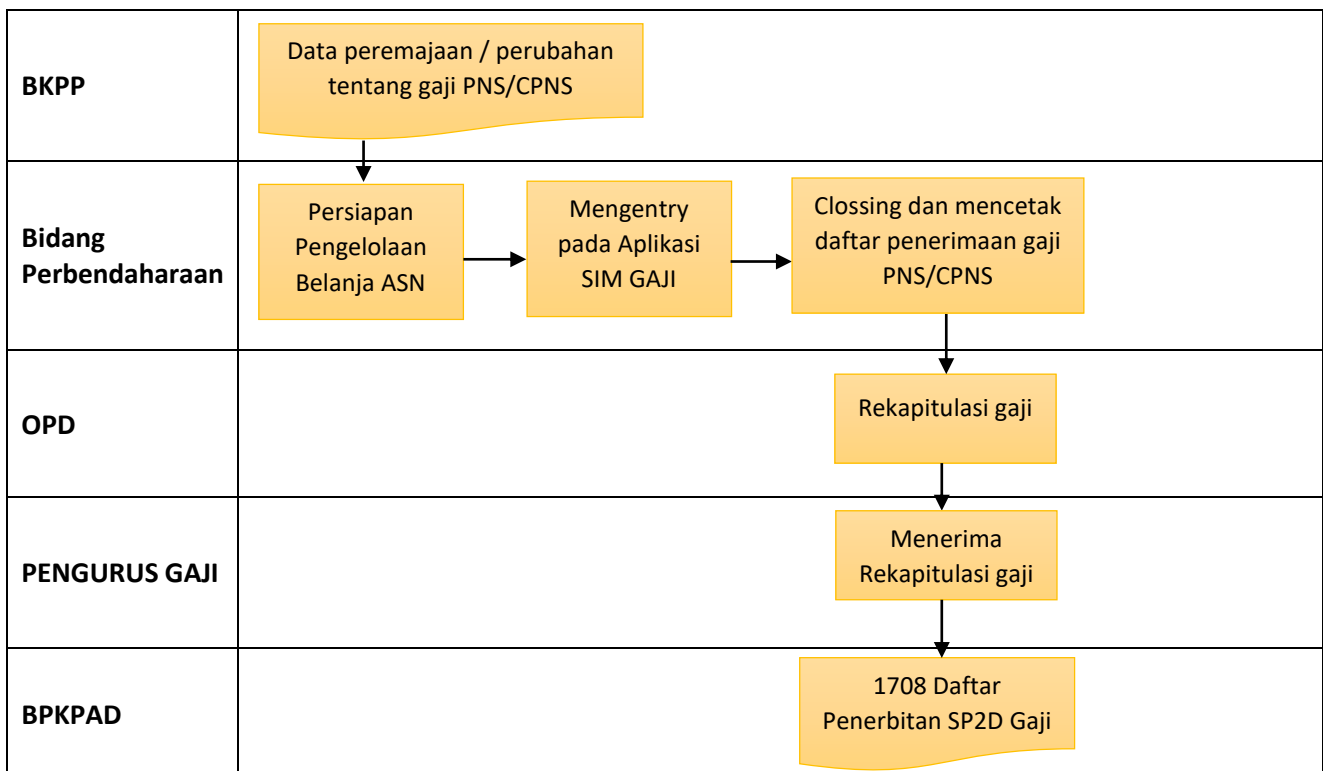 BKPP
Data peremajaan / perubahan
tentang gaji PNS/CPNS
Bidang
Perbendaharaan
Persiapan
Pengelolaan
Belanja ASN
Mengentry
pada Aplikasi
SIM GAJI
Clossing dan mencetak
daftar penerimaan gaji
PNS/CPNS
OPD
Rekapitulasi gaji
PENGURUS GAJI
Menerima
Rekapitulasi gaji
BPKPAD
1708 Daftar
Penerbitan SP2D Gaji